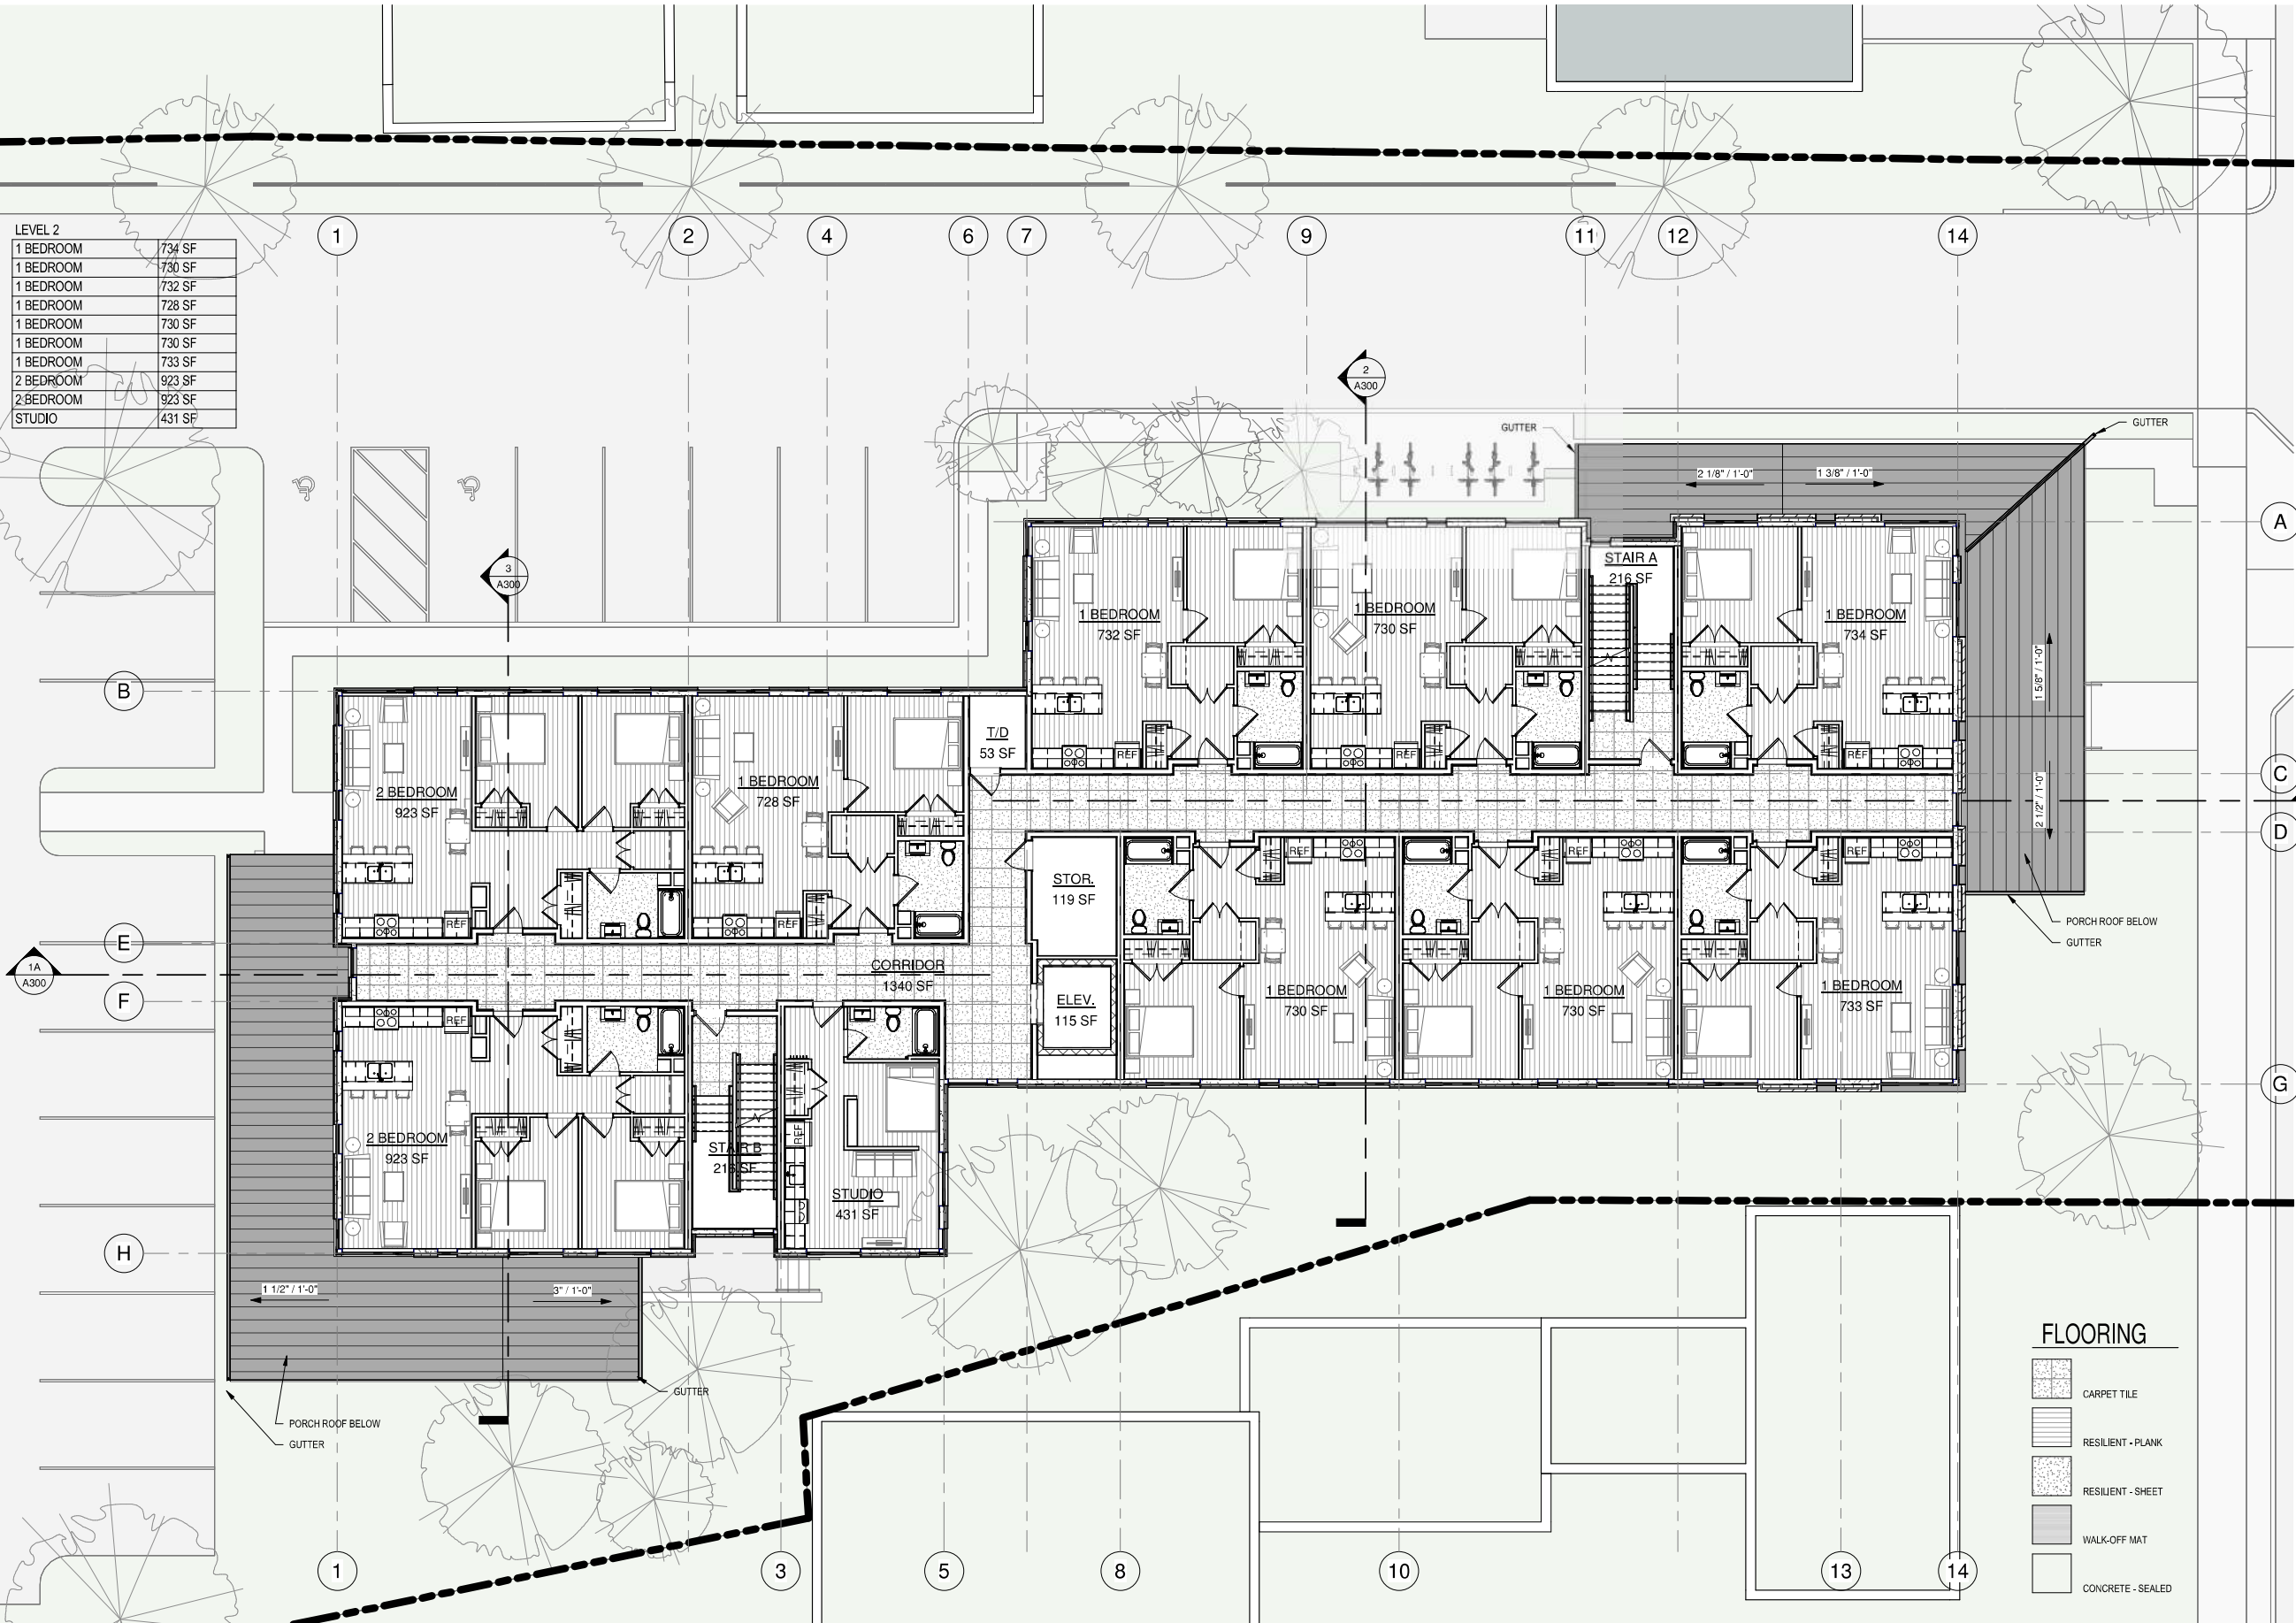 LEVEL 2
1 BEDROOM 734 SF
1 BEDROOM 730 SF
1 BEDROOM 732 SF
1 BEDROOM 728 SF
1 BEDROOM 730 SF
1 BEDROOM 730 SF
1 BEDROOM 733 SF
2 BEDROOM 923 SF
2 BEDROOM 923 SF
STUDIO 431 SF
1 2 4 6 7 9 11 12 14
2
A300
GUTTER
GUTTER
2 1/8" / 1'-0" 1 3/8" / 1'-0"
A
3
A300
STAIR A
216 SF
1 BEDROOM
732 SF
1 BEDROOM
730 SF
1 BEDROOM
734 SF
1 5/8" / 1'-0"
B
T/D
53 SF
REF
REF
REF
C
2 BEDROOM
923 SF
1 BEDROOM
728 SF
2 1/2" / 1'-0"
D
REF
REF
REF
STOR.
119 SF
REF
REF
PORCH ROOF BELOW
GUTTER
E
1A
A300
CORRIDOR
1340 SF
F
ELEV.
115 SF
1 BEDROOM
730 SF
1 BEDROOM
730 SF
1 BEDROOM
733 SF
REF
G
2 BEDROOM
923 SF
REF
STAIR B
216 SF
STUDIO
431 SF
H
1 1/2" / 1'-0" 3" / 1'-0"
GUTTER
PORCH ROOF BELOW
GUTTER
FLOORING
CARPET TILE
RESILIENT - PLANK
RESILIENT - SHEET
WALK-OFF MAT
CONCRETE - SEALED
1 3 5 8 10 13 14